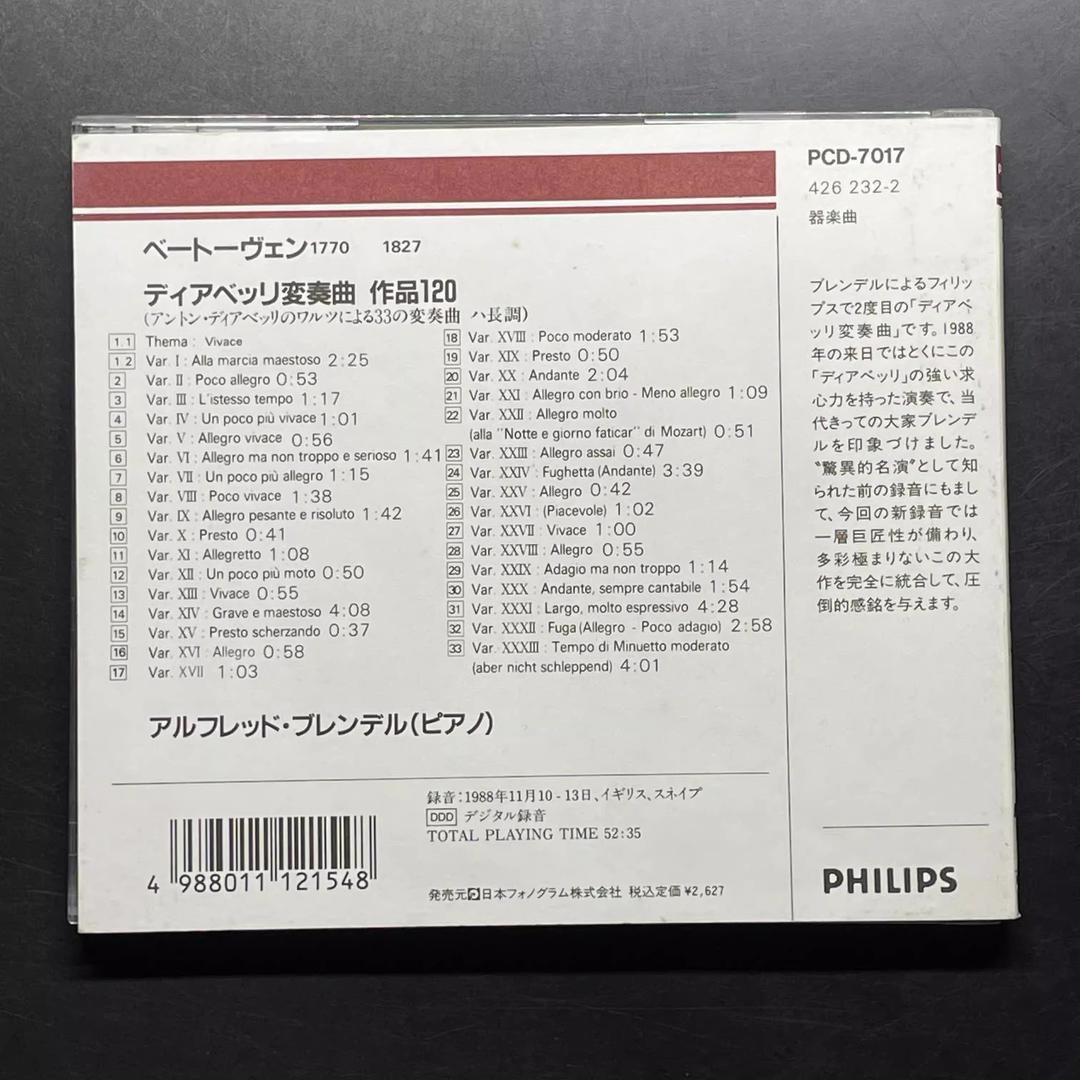 ベートーヴェン1770 1827
ディアベッリ変奏曲 作品120
(アントン・ディアベッリのワルツによる33の変奏曲 ハ長調)
1.1 Thema : Vivace
1 2 Var. I : Alla marcia maestoso 2:25
2 Var. II : Poco allegro 0:53
3 Var. III : L'istesso tempo 1:17
4 Var. IV : Un poco più vivace 1:01
5 Var. V : Allegro vivace 0:56
6 Var. VI : Allegro ma non troppo e serioso 1:41
7 Var. VII : Un poco più allegro 1:15
8 Var. VIII : Poco vivace 1:38
9 Var. IX : Allegro pesante e risoluto 1:42
10 Var. X : Presto 0:41
11 Var. XI : Allegretto 1:08
12 Var. XII : Un poco più moto 0:50
13 Var. XIII : Vivace 0:55
14 Var. XIV : Grave e maestoso 4:08
15 Var. XV : Presto scherzando 0:37
16 Var. XVI : Allegro 0:58
17 Var. XVII 1:03
18 Var. XVIII : Poco moderato 1:53
19 Var. XIX : Presto 0:50
20 Var. XX : Andante 2:04
21 Var. XXI : Allegro con brio - Meno allegro 1:09
22 Var. XXII : Allegro molto
(alla "Notte e giorno faticar" di Mozart) 0:51
23 Var. XXIII : Allegro assai 0:47
24 Var. XXIV : Fughetta (Andante) 3:39
25 Var. XXV : Allegro 0:42
26 Var. XXVI : (Piacevole) 1:02
27 Var. XXVII : Vivace 1:00
28 Var. XXVIII : Allegro 0:55
29 Var. XXIX : Adagio ma non troppo 1:14
30 Var. XXX : Andante, sempre cantabile 1:54
31 Var. XXXI : Largo, molto espressivo 4:28
32 Var. XXXII : Fuga (Allegro - Poco adagio) 2:58
33 Var. XXXIII : Tempo di Minuetto moderato
(aber nicht schleppend) 4:01
アルフレッド・ブレンデル(ピアノ)
録音:1988年11月10-13日、イギリス、スネイプ
DDD デジタル録音
TOTAL PLAYING TIME 52:35
4 988011 121548
発売元 日本フォノグラム株式会社 税込定価 ¥2,627
PCD-7017
426 232-2
器楽曲
ブレンデルによるフィリッ
プスで2度目の「ディアベ
ッリ変奏曲」です。1988
年の来日ではとくにこの
「ディアベッリ」の強い求
心力を持った演奏で、当
代きっての大家ブレンデ
ルを印象づけました。
"驚異的名演"として知
られた前の録音にもまし
て、今回の新録音では
一層巨匠性が備わり、
多彩極まりないこの大
作を完全に統合して、圧
倒的感銘を与えます。
PHILIPS